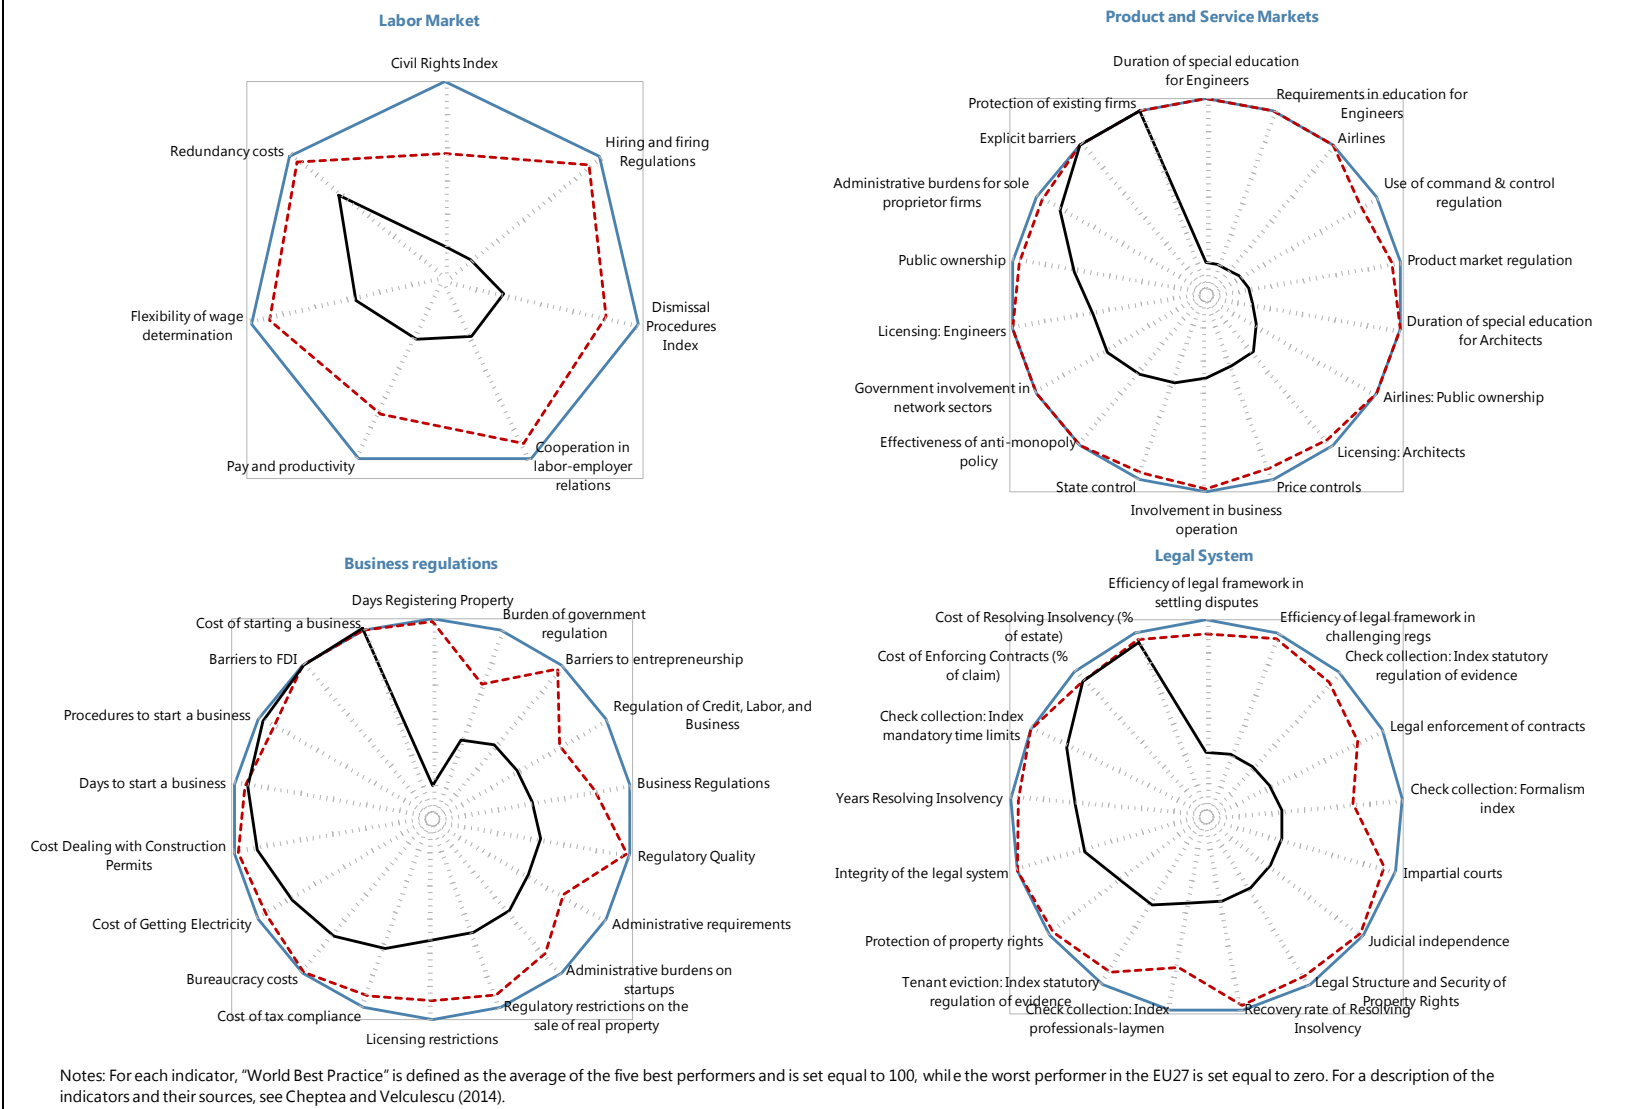 Labor Market
Civil Rights Index
Hiring and firing
Regulations
Dismissal
Procedures
Index
Cooperation in
labor-employer
relations
Pay and productivity
Flexibility of wage
determination
Redundancy costs
Product and Service Markets
Duration of special education
for Engineers
Requirements in education for
Engineers
Airlines
Use of command & control
regulation
Product market regulation
Duration of special education
for Architects
Airlines: Public ownership
Licensing: Architects
Price controls
Involvement in business
operation
State control
Effectiveness of anti-monopoly
policy
Government involvement in
network sectors
Licensing: Engineers
Public ownership
Administrative burdens for sole
proprietor firms
Explicit barriers
Protection of existing firms
Business regulations
Days Registering Property
Burden of government
regulation
Barriers to entrepreneurship
Regulation of Credit, Labor, and
Business
Business Regulations
Regulatory Quality
Administrative requirements
Administrative burdens on
startups
Regulatory restrictions on the
sale of real property
Licensing restrictions
Cost of tax compliance
Bureaucracy costs
Cost of Getting Electricity
Cost Dealing with Construction
Permits
Days to start a business
Procedures to start a business
Barriers to FDI
Cost of starting a business
Legal System
Efficiency of legal framework in
settling disputes
Efficiency of legal framework in
challenging regs
Check collection: Index statutory
regulation of evidence
Legal enforcement of contracts
Check collection: Formalism
index
Impartial courts
Judicial independence
Legal Structure and Security of
Property Rights
Recovery rate of Resolving
Insolvency
Check collection: Index
professionals-laymen
Tenant eviction: Index statutory
regulation of evidence
Protection of property rights
Integrity of the legal system
Years Resolving Insolvency
Check collection: Index
mandatory time limits
Cost of Enforcing Contracts (%
of claim)
Cost of Resolving Insolvency (%
of estate)
Notes: For each indicator, "World Best Practice" is defined as the average of the five best performers and is set equal to 100, while the worst performer in the EU27 is set equal to zero. For a description of the
indicators and their sources, see Cheptea and Velculescu (2014).